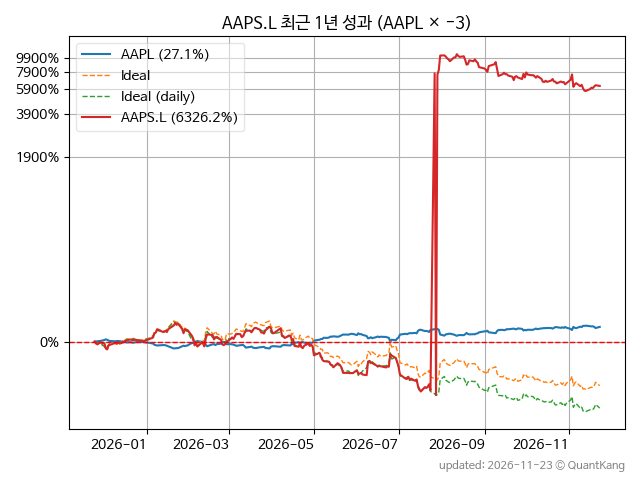 AAPS.L 최근 1년 성과 (AAPL × −3)
9900%
7900%
5900%
3900%
1900%
0%
AAPL (27.1%)
Ideal
Ideal (daily)
AAPS.L (6326.2%)
2026-01
2026-03
2026-05
2026-07
2026-09
2026-11
updated: 2026-11-23 © QuantKang